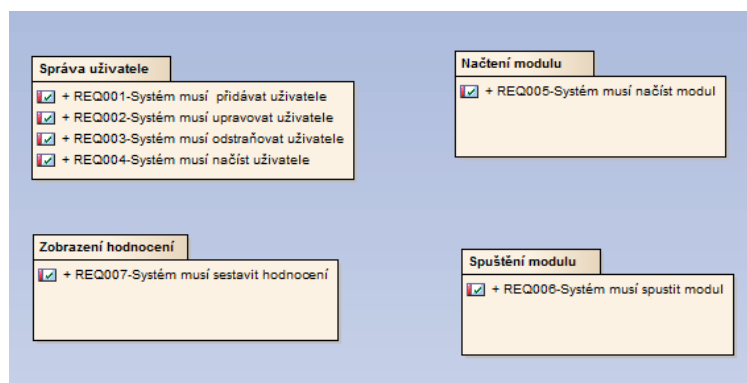 Správa uživatele
+ REQ001-Systém musí přidávat uživatele
+ REQ002-Systém musí upravovat uživatele
+ REQ003-Systém musí odstraňovat uživatele
+ REQ004-Systém musí načíst uživatele
Načtení modulu
+ REQ005-Systém musí načíst modul
Zobrazení hodnocení
+ REQ007-Systém musí sestavit hodnocení
Spuštění modulu
+ REQ006-Systém musí spustit modul